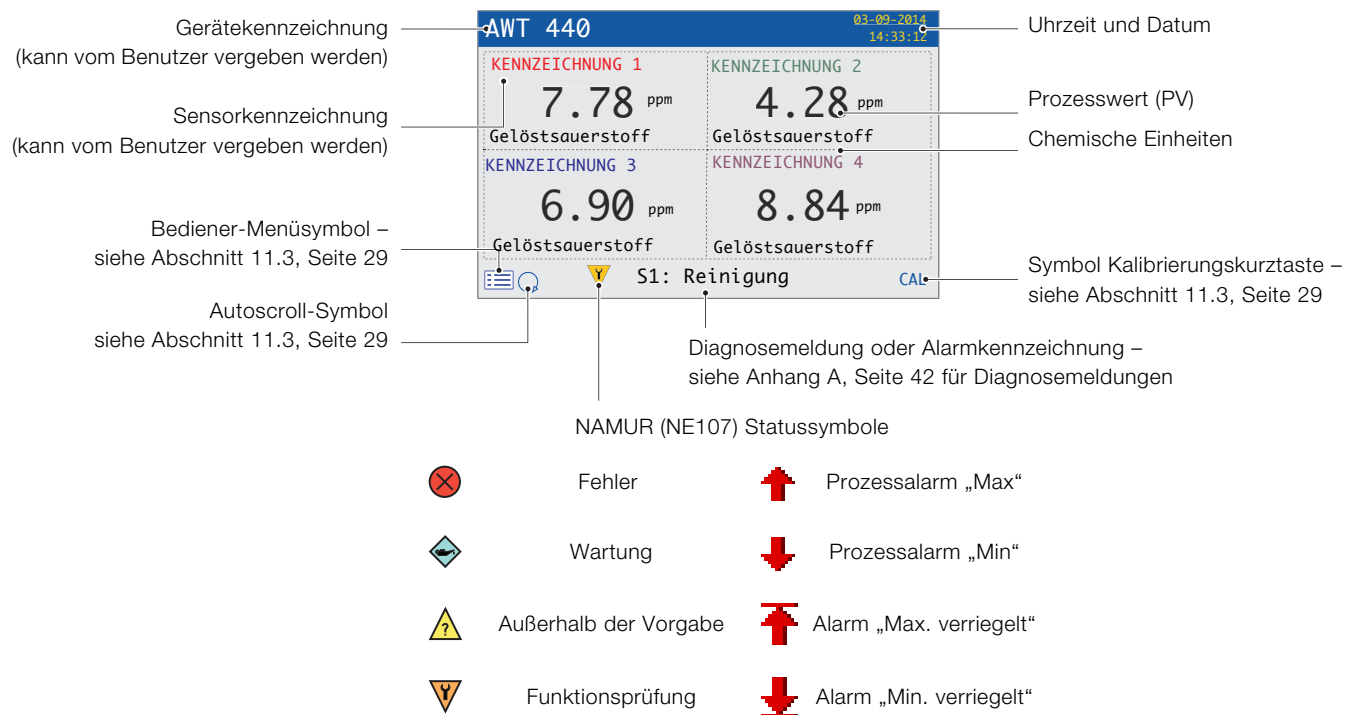 Gerätekennzeichnung
(kann vom Benutzer vergeben werden)
Sensorkennzeichnung
(kann vom Benutzer vergeben werden)
Bediener-Menüsymbol –
siehe Abschnitt 11.3, Seite 29
Autoscroll-Symbol
siehe Abschnitt 11.3, Seite 29
AWT 440
03-09-2014
14:33:12
KENNZEICHNUNG 1
7.78 ppm
Gelöstsauerstoff
KENNZEICHNUNG 2
4.28 ppm
Gelöstsauerstoff
KENNZEICHNUNG 3
6.90 ppm
Gelöstsauerstoff
KENNZEICHNUNG 4
8.84 ppm
Gelöstsauerstoff
S1: Reinigung
CAL
Uhrzeit und Datum
Prozesswert (PV)
Chemische Einheiten
Symbol Kalibrierungskurztaste –
siehe Abschnitt 11.3, Seite 29
Diagnosemeldung oder Alarmkennzeichnung –
siehe Anhang A, Seite 42 für Diagnosemeldungen
NAMUR (NE107) Statussymbole
Fehler
Prozessalarm „Max“
Wartung
Prozessalarm „Min“
?
Außerhalb der Vorgabe
Alarm „Max. verriegelt“
Funktionsprüfung
Alarm „Min. verriegelt“